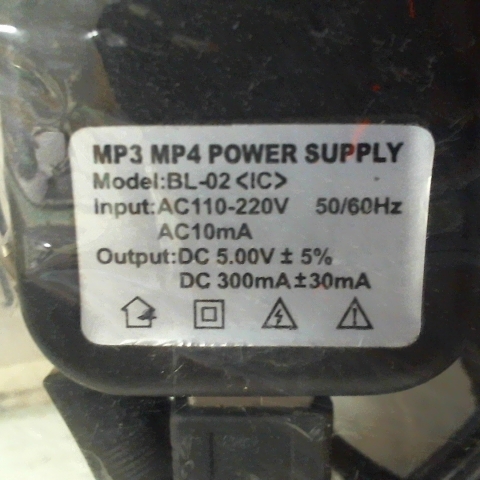 MP3 MP4 POWER SUPPLY
Model:BL-02 <IC>
Input:AC110-220V 50/60Hz
AC10mA
Output:DC 5.00V ± 5%
DC 300mA±30mA